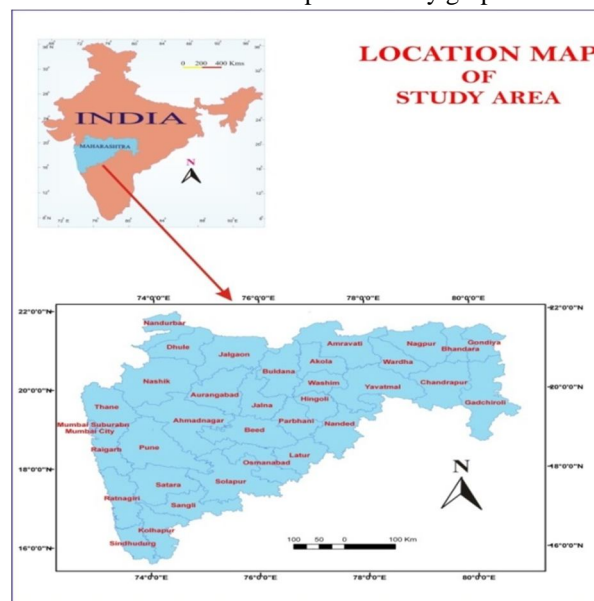 LOCATION MAP
OF
STUDY AREA
0 200 400 Kms
INDIA
MAHARASHTRA
N
74°0'0"E 76°0'0"E 78°0'0"E 80°0'0"E
22°0'0"N 22°0'0"N
Nandurbar
Dhule
Jalgaon
Buldana
Akola
Amravati
Wardha
Nagpur
Bhandara
Gondiya
Nashik
Aurangabad
Jalna
Washim
Hingoli
Yavatmal
Chandrapur
Gadchiroli
20°0'0"N 20°0'0"N
Thane
Mumbai Suburabn
Mumbai City
Raigarh
Pune
Ahmadnagar
Beed
Parbhani
Nanded
Latur
Osmanabad
18°0'0"N 18°0'0"N
Satara
Solapur
Ratnagiri
Sangli
Kolhapur
Sindhudurg
N
100 50 0 100 Km
16°0'0"N 16°0'0"N
74°0'0"E 76°0'0"E 78°0'0"E 80°0'0"E